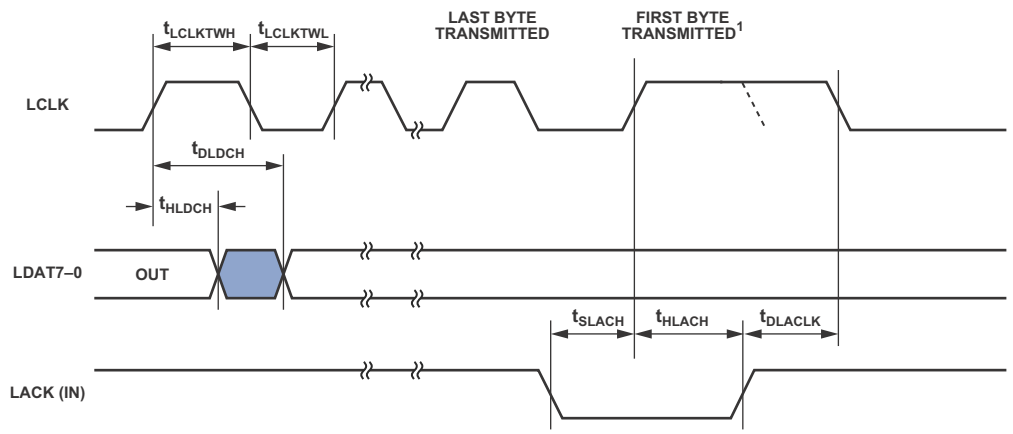 LAST BYTE
TRANSMITTED
FIRST BYTE
TRANSMITTED1
tLCLKTWH
tLCLKTWL
LCLK
tDLDCH
tHLDCH
LDAT7–0
OUT
tSLACH
tHLACH
tDLACLK
LACK (IN)